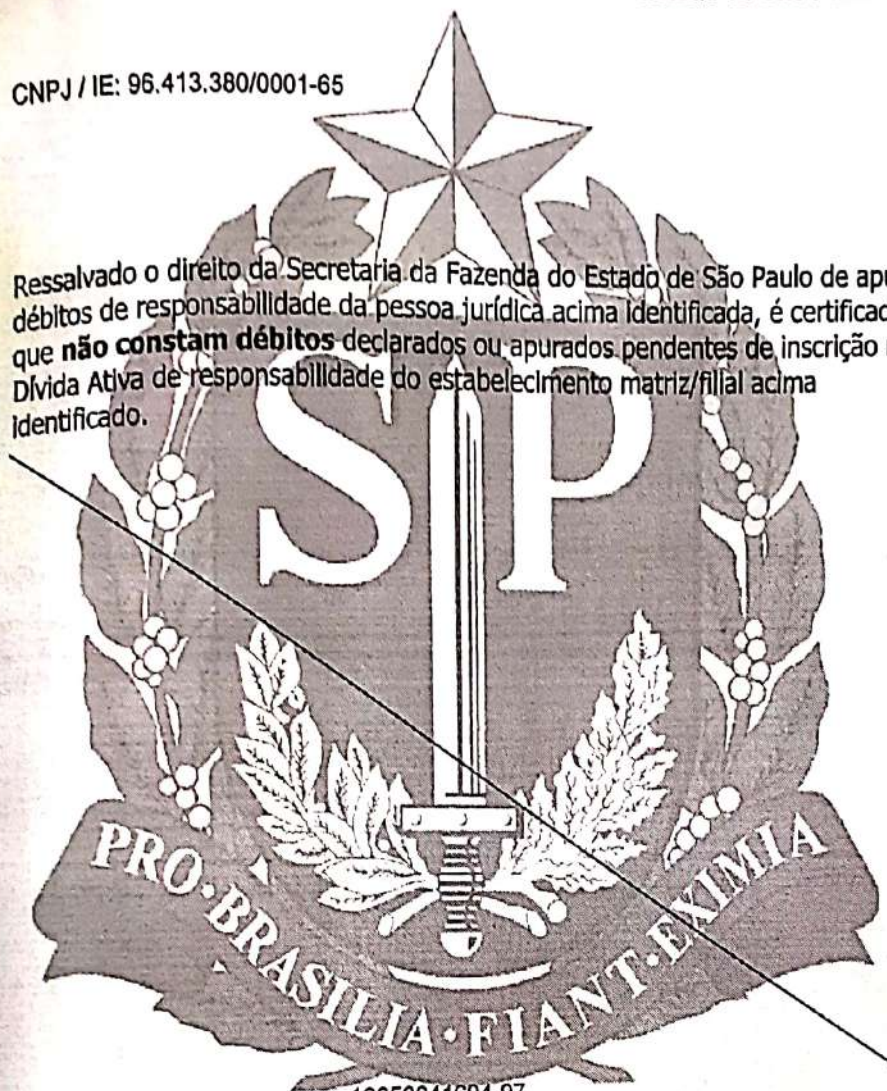 CNPJ / IE: 96.413.380/0001-65
Ressalvado o direito da Secretaria da Fazenda do Estado de São Paulo de
débitos de responsabilidade da pessoa jurídica acima identificada, é
que não constam débitos declarados ou apurados pendentes de inscrição
Dívida Ativa de responsabilidade do estabelecimento matriz/filial acima
identificado.
SP
PRO·BRASILIA·FIANT·EXIMIA